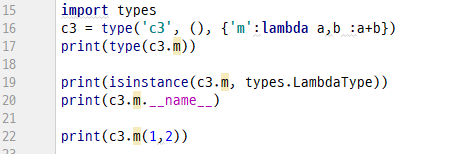 15 import types
16 c3 = type('c3', (), {'m':lambda a,b :a+b})
17 print(type(c3.m))
18
19 print(isinstance(c3.m, types.LambdaType))
20 print(c3.m.__name__)
21
22 print(c3.m(1,2))
23